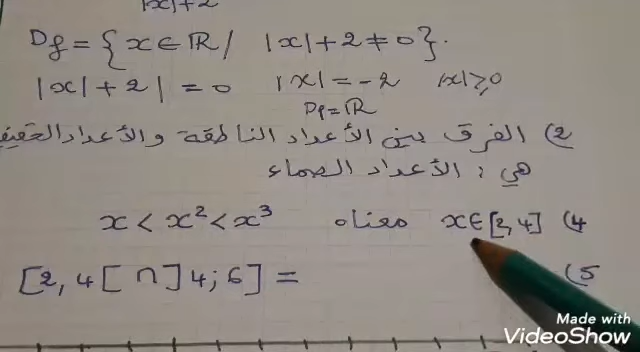 |x|+2
Df = { x ∈ ℝ / |x|+2 ≠ 0 }.
|x|+2| = 0 |x| = -2 |x| ≥ 0
Df = ℝ
2) الفرق بين الأعداد الناطقة والأعداد الحقيقية
هي : الأعداد الصماء
4) x ∈ [2,4] معناه x < x² < x³
5) [2,4[ ∩ ]4;6] =
Made with
VideoShow